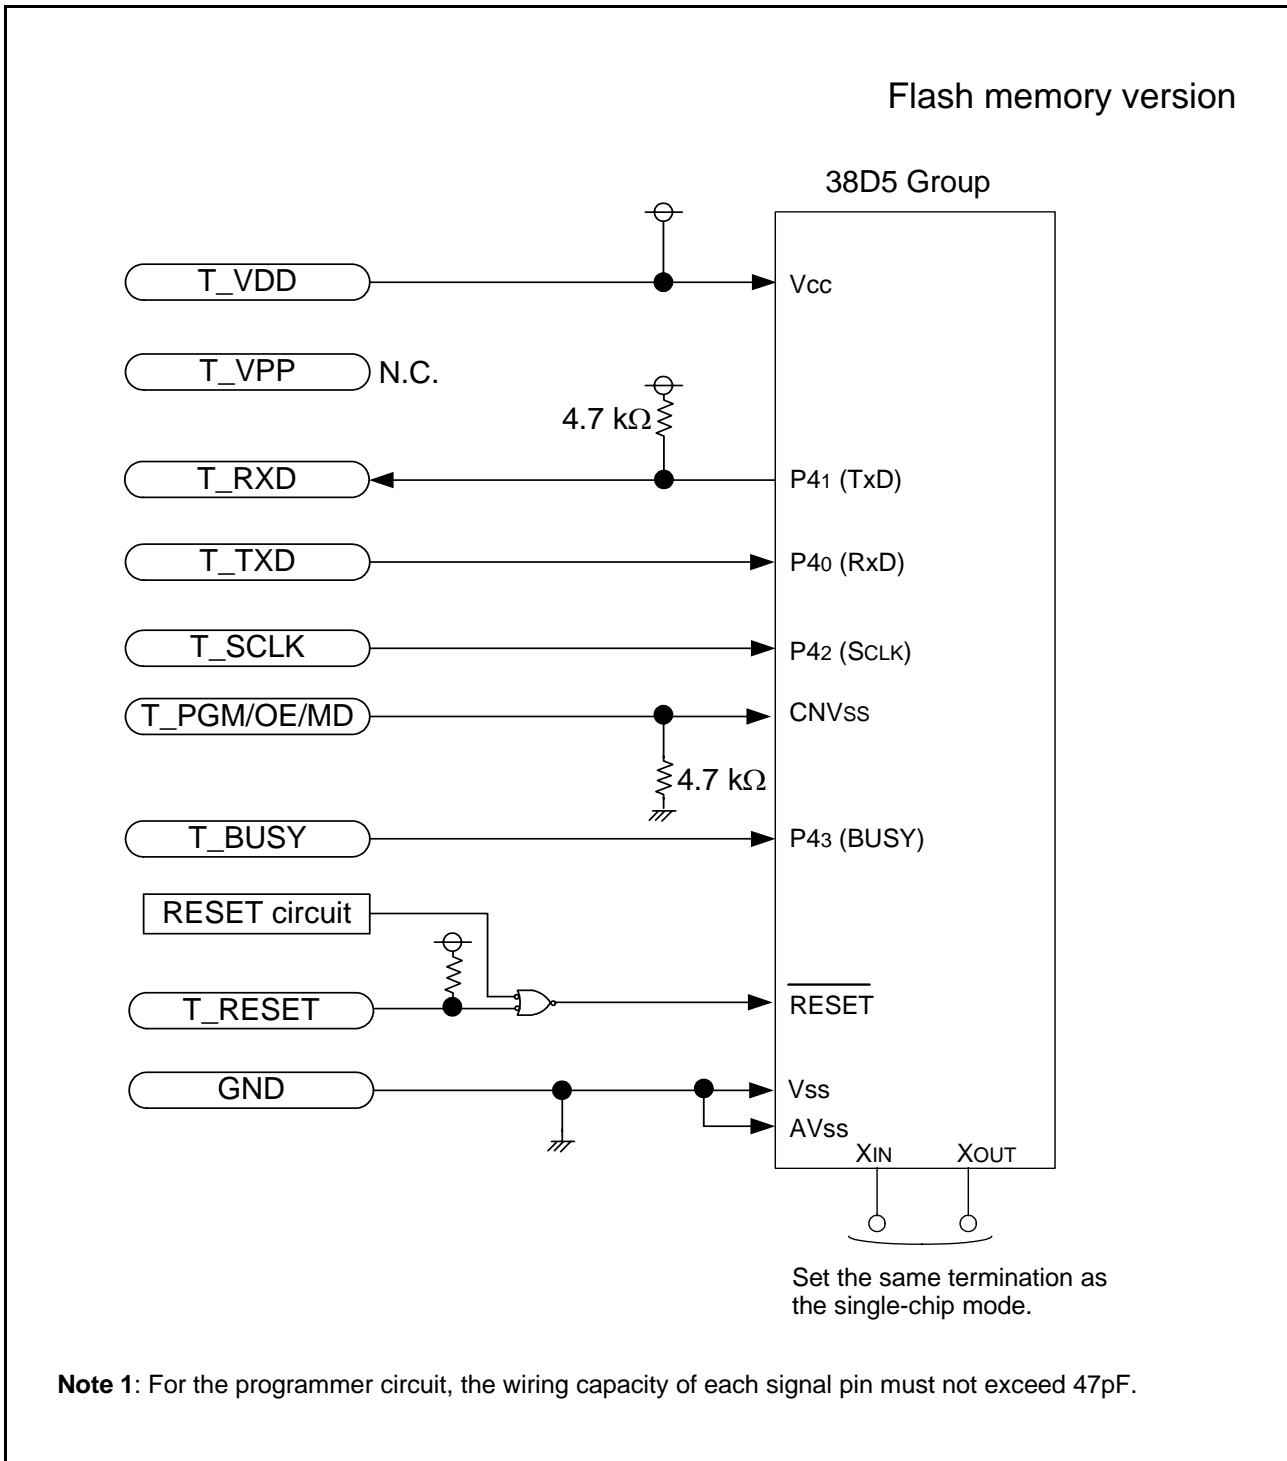 Flash memory version
38D5 Group
T_VDD
Vcc
T_VPP N.C.
4.7 kΩ
T_RXD
P41 (TxD)
T_TXD
P40 (RxD)
T_SCLK
P42 (SCLK)
T_PGM/OE/MD
CNVSS
4.7 kΩ
T_BUSY
P43 (BUSY)
RESET circuit
T_RESET
RESET
GND
Vss
AVss
XIN XOUT
Set the same termination as
the single-chip mode.
Note 1: For the programmer circuit, the wiring capacity of each signal pin must not exceed 47pF.